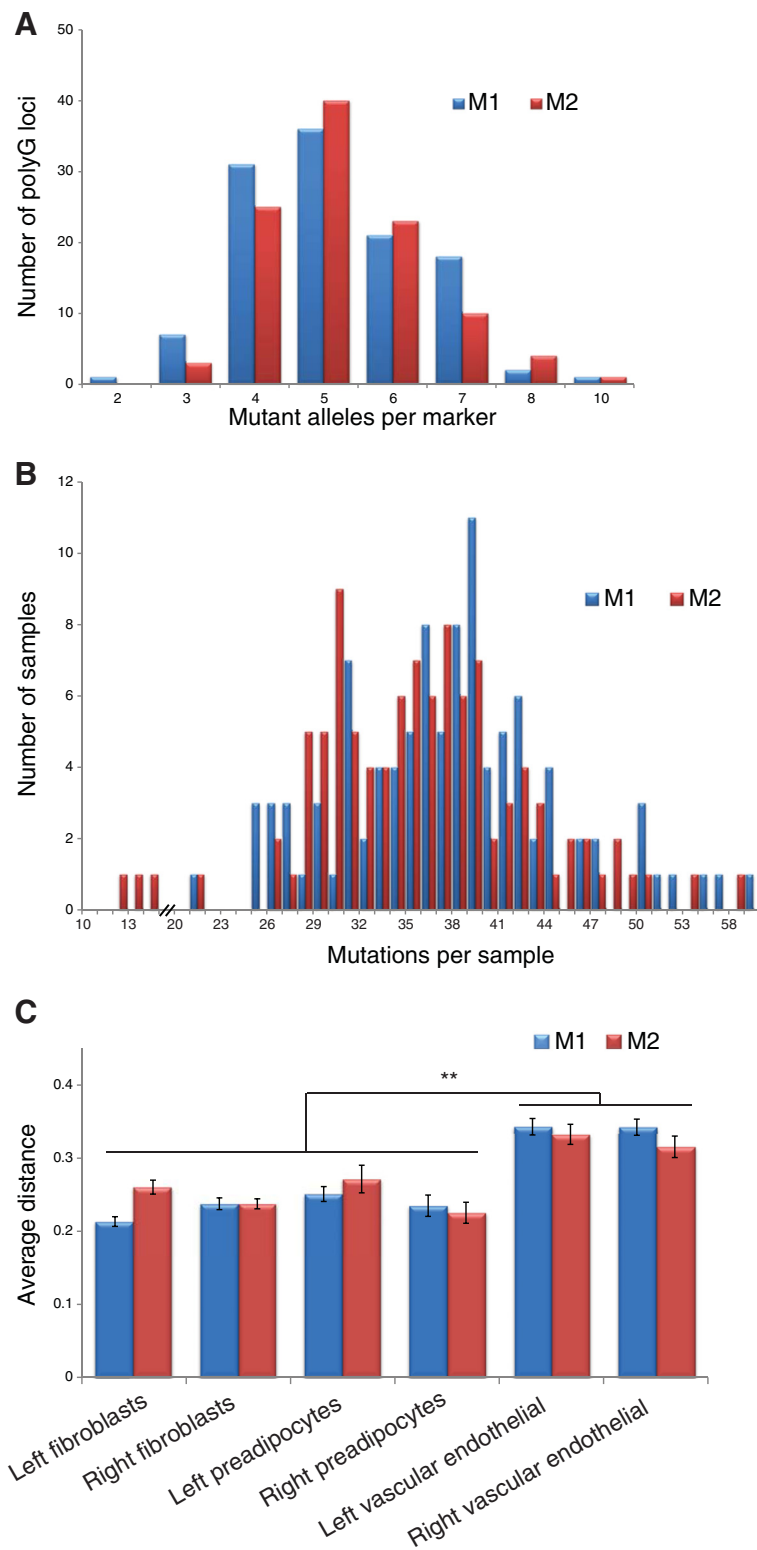 A
50
40
30
20
10
0
Number of polyG loci
M1 M2
2 3 4 5 6 7 8 10
Mutant alleles per marker
B
12
10
8
6
4
2
0
Number of samples
M1 M2
10 13 20 23 26 29 32 35 38 41 44 47 50 53 58
Mutations per sample
C
M1 M2
**
0.4
0.3
0.2
0.1
0
Average distance
Left fibroblasts
Right fibroblasts
Left preadipocytes
Right preadipocytes
Left vascular endothelial
Right vascular endothelial